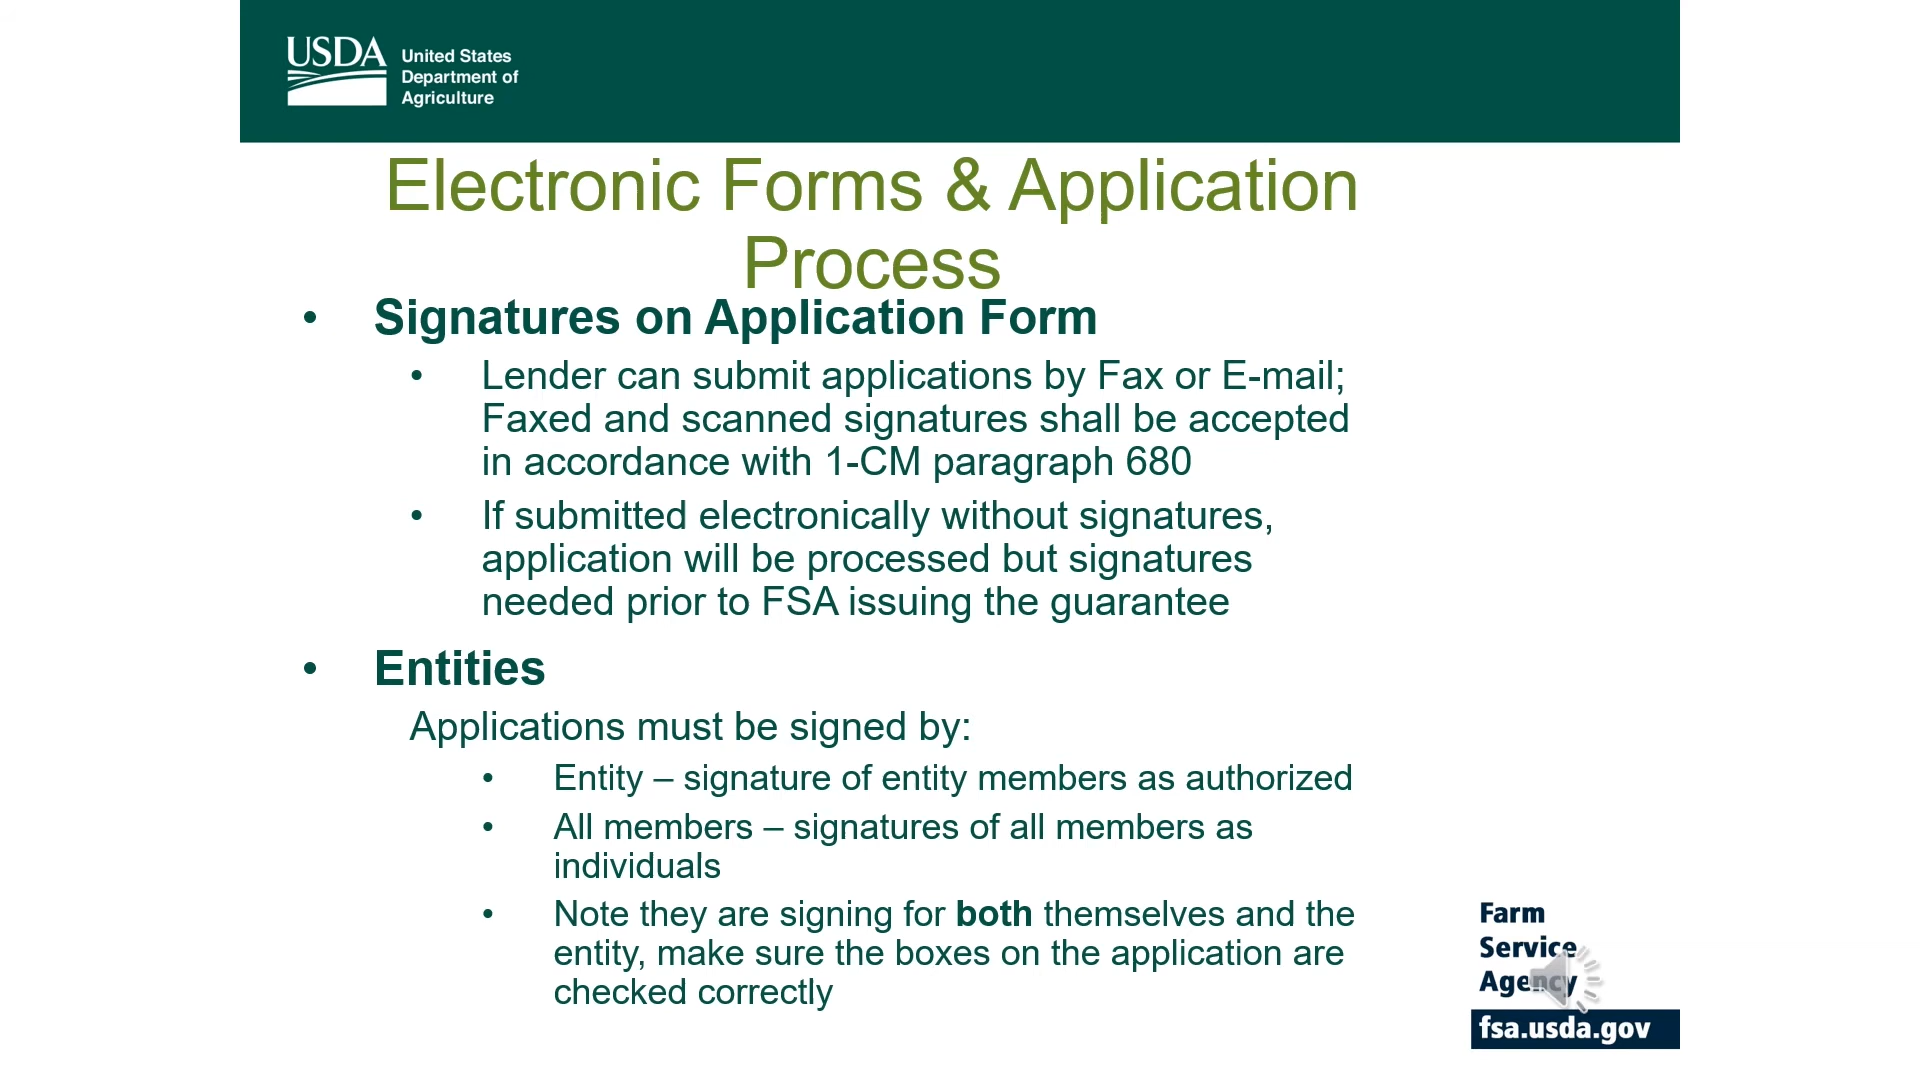 USDA
United States
Department of
Agriculture
Electronic Forms & Application
Process
• Signatures on Application Form
• Lender can submit applications by Fax or E-mail;
Faxed and scanned signatures shall be accepted
in accordance with 1-CM paragraph 680
• If submitted electronically without signatures,
application will be processed but signatures
needed prior to FSA issuing the guarantee
• Entities
Applications must be signed by:
• Entity – signature of entity members as authorized
• All members – signatures of all members as
individuals
• Note they are signing for both themselves and the
entity, make sure the boxes on the application are
checked correctly
Farm
Service
Agency
fsa.usda.gov